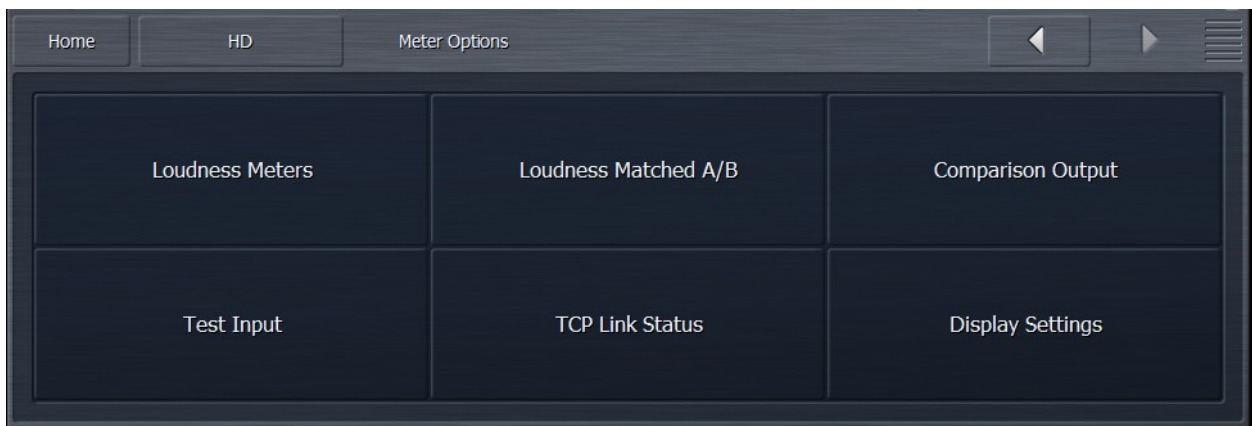 Home HD Meter Options
Loudness Meters Loudness Matched A/B Comparison Output
Test Input TCP Link Status Display Settings